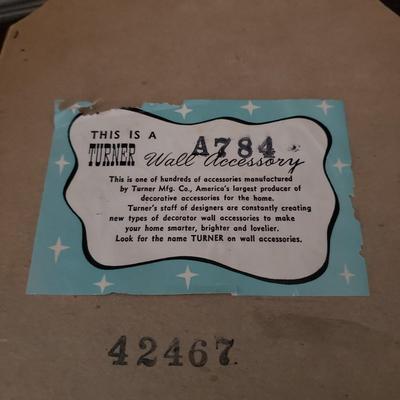 THIS IS A
TURNER Wall Accessory
A784
This is one of hundreds of accessories manufactured
by Turner Mfg. Co., America's largest producer of
decorative accessories for the home.
Turner's staff of designers are constantly creating
new types of decorator wall accessories to make
your home smarter, brighter and lovelier.
Look for the name TURNER on wall accessories.
42467